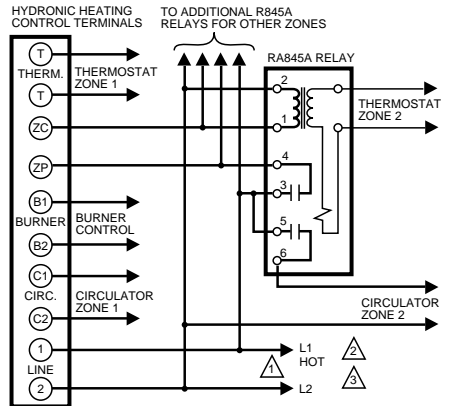 HYDRONIC HEATING
CONTROL TERMINALS
TO ADDITIONAL R845A
RELAYS FOR OTHER ZONES
RA845A RELAY
T
THERM.
THERMOSTAT
ZONE 1
T
ZC
ZP
B1
BURNER
BURNER
CONTROL
B2
C1
CIRC.
CIRCULATOR
ZONE 1
C2
1
LINE
2
2
1
4
3
5
6
THERMOSTAT
ZONE 2
CIRCULATOR
ZONE 2
L1
HOT
2
1
3
L2